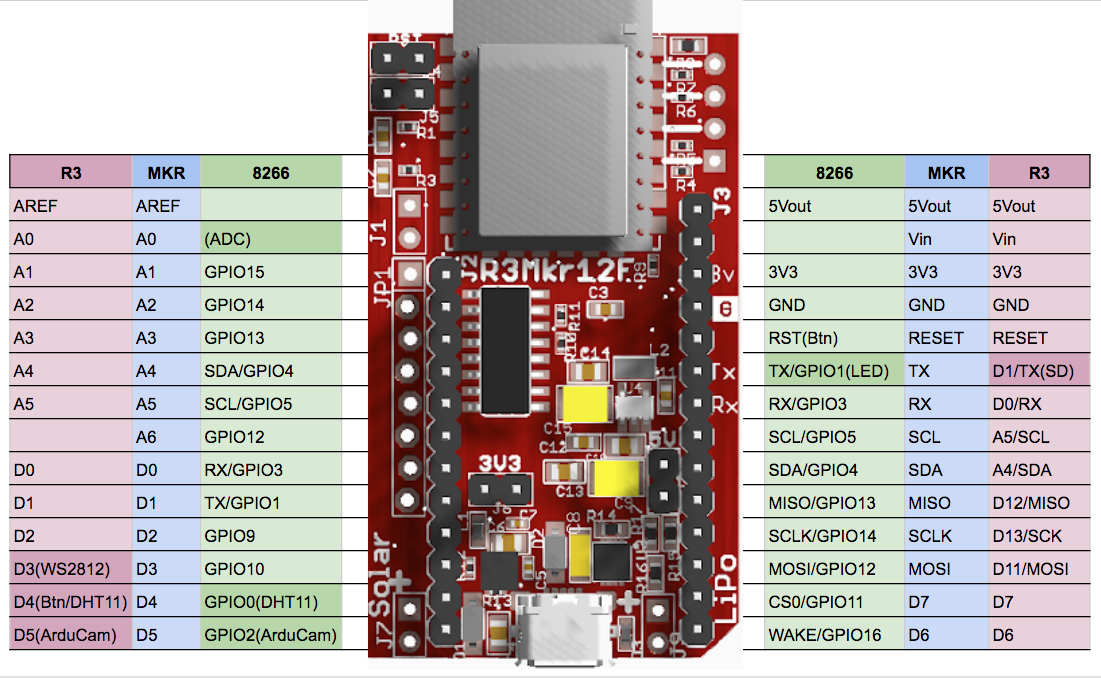 R3 MKR 8266
AREF AREF
A0 A0 (ADC)
A1 A1 GPIO15
A2 A2 GPIO14
A3 A3 GPIO13
A4 A4 SDA/GPIO4
A5 A5 SCL/GPIO5
A6 GPIO12
D0 D0 RX/GPIO3
D1 D1 TX/GPIO1
D2 D2 GPIO9
D3(WS2812) D3 GPIO10
D4(Btn/DHT11) D4 GPIO0(DHT11)
D5(ArduCam) D5 GPIO2(ArduCam)
J5
R1
R3
J1
JP1
J2
R3Mkr12F
R7
R6
R4
J3
R9
C3
R11
C14
L2
Tx
Rx
C15
C12
5V
3V3
C13
J6
C7
R14
C8
D2
C5
R13
Solar
+
J7
D1
+
LiPo
8266 MKR R3
5Vout 5Vout 5Vout
Vin Vin
3V3 3V3 3V3
GND GND GND
RST(Btn) RESET RESET
TX/GPIO1(LED) TX D1/TX(SD)
RX/GPIO3 RX D0/RX
SCL/GPIO5 SCL A5/SCL
SDA/GPIO4 SDA A4/SDA
MISO/GPIO13 MISO D12/MISO
SCLK/GPIO14 SCLK D13/SCK
MOSI/GPIO12 MOSI D11/MOSI
CS0/GPIO11 D7 D7
WAKE/GPIO16 D6 D6